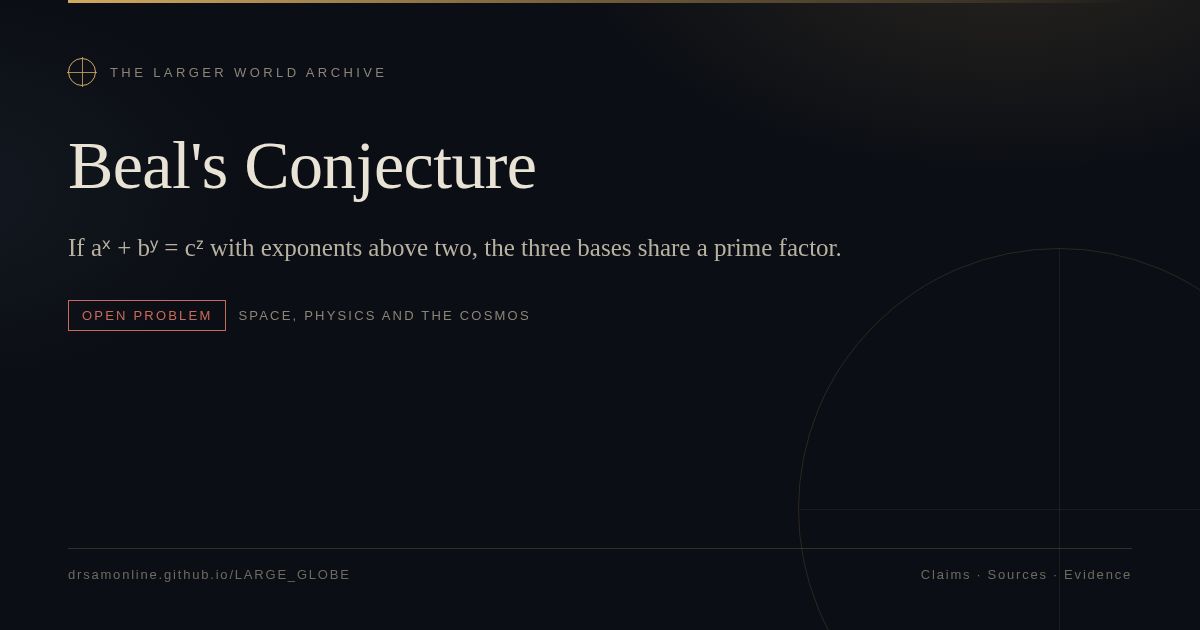 THE LARGER WORLD ARCHIVE
Beal's Conjecture
If aˣ + bʸ = cᶻ with exponents above two, the three bases share a prime factor.
OPEN PROBLEM SPACE, PHYSICS AND THE COSMOS
drsamonline.github.io/LARGE_GLOBE Claims · Sources · Evidence